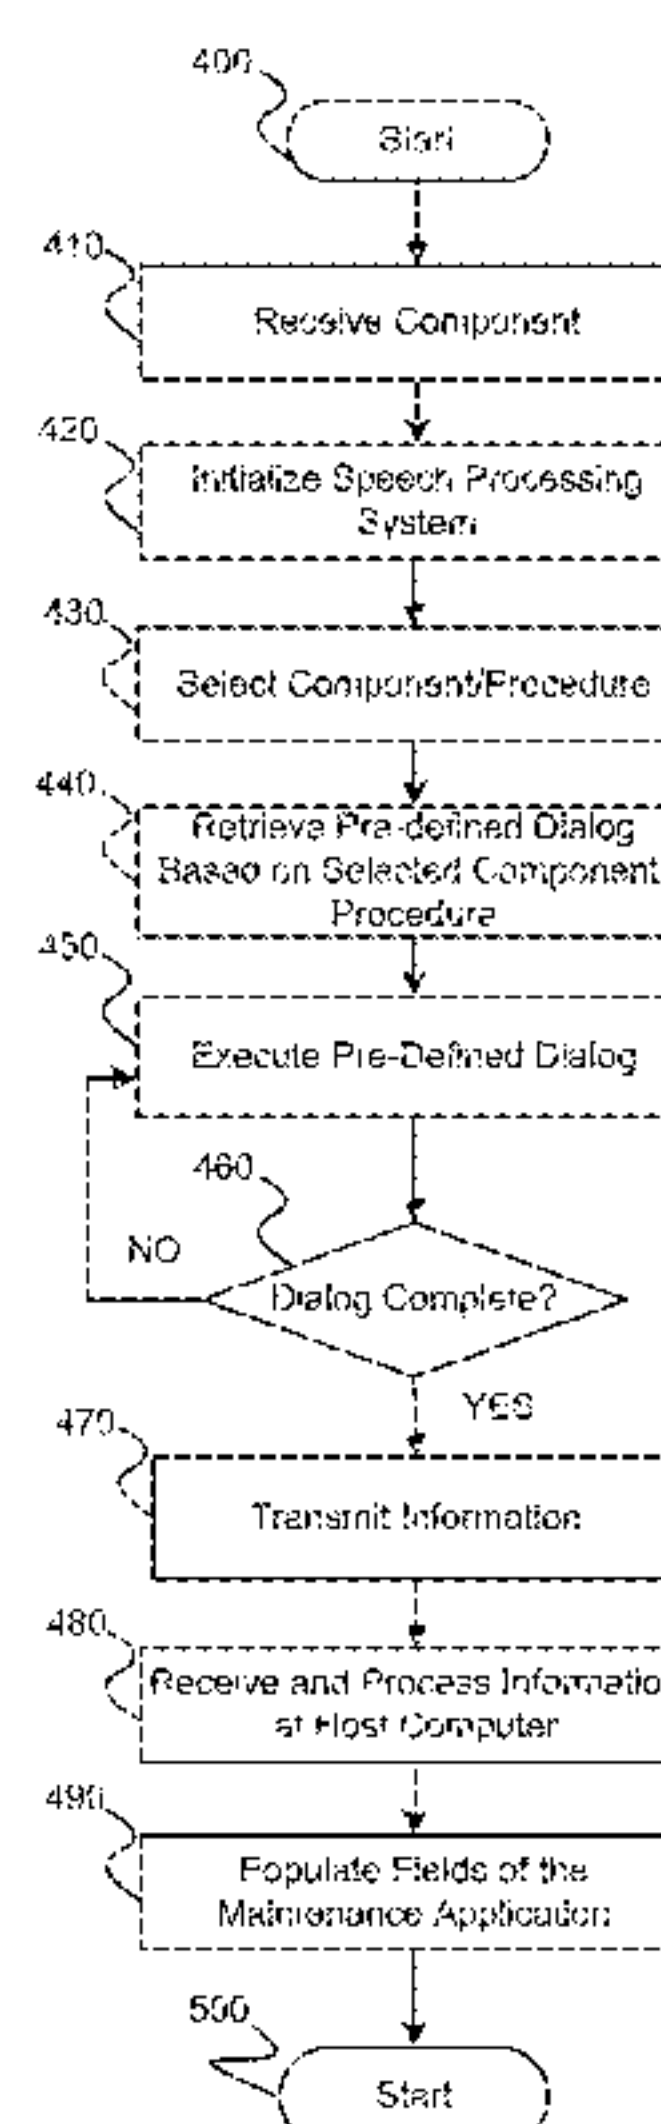 400
Start
410
Receive Component
420
Initialize Speech Processing
System
430
Select Component/Procedure
440
Retrieve Pre-defined Dialog
Based on Selected Component
Procedure
450
Execute Pre-Defined Dialog
460
NO
Dialog Complete?
YES
470
Transmit Information
480
Receive and Process Informatio
at Host Computer
490
Populate Fields of the
Maintenance Application
500
Start